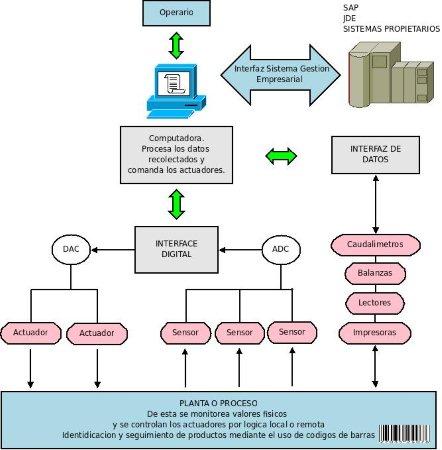 Operario
SAP
JDE
SISTEMAS PROPIETARIOS
Interfaz Sistema Gestion
Empresarial
Computadora.
Procesa los datos
recolectados y
comanda los actuadores.
INTERFAZ DE
DATOS
DAC
INTERFACE
DIGITAL
ADC
Caudalimetros
Balanzas
Lectores
Impresoras
Actuador
Actuador
Sensor
Sensor
Sensor
PLANTA O PROCESO
De esta se monitorea valores fisicos
y se controlan los actuadores por logica local o remota
Identidicacion y seguimiento de productos mediante el uso de codigos de barras